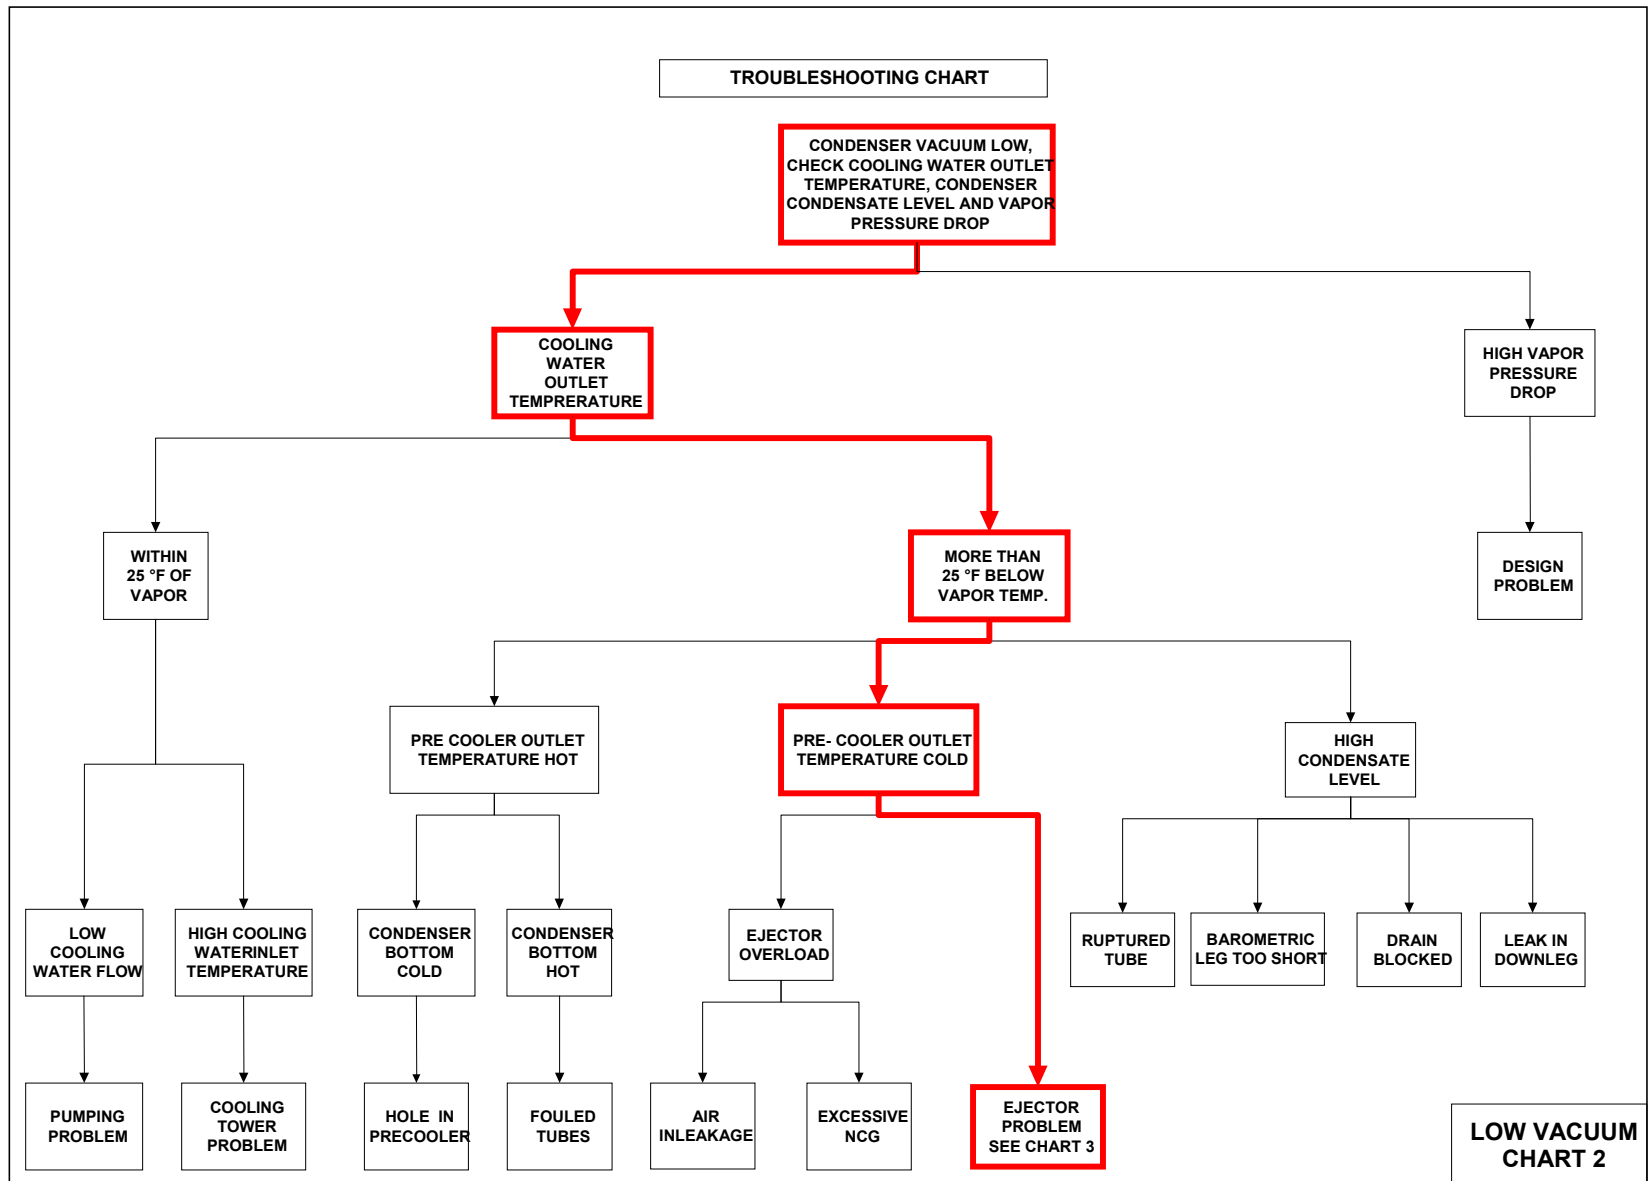 TROUBLESHOOTING CHART
CONDENSER VACUUM LOW,
CHECK COOLING WATER OUTLET
TEMPERATURE, CONDENSER
CONDENSATE LEVEL AND VAPOR
PRESSURE DROP
COOLING
WATER
OUTLET
TEMPRERATURE
HIGH VAPOR
PRESSURE
DROP
WITHIN
25 °F OF
VAPOR
MORE THAN
25 °F BELOW
VAPOR TEMP.
DESIGN
PROBLEM
PRE COOLER OUTLET
TEMPERATURE HOT
PRE- COOLER OUTLET
TEMPERATURE COLD
HIGH
CONDENSATE
LEVEL
LOW
COOLING
WATER FLOW
HIGH COOLING
WATERINLET
TEMPERATURE
CONDENSER
BOTTOM
COLD
CONDENSER
BOTTOM
HOT
EJECTOR
OVERLOAD
RUPTURED
TUBE
BAROMETRIC
LEG TOO SHORT
DRAIN
BLOCKED
LEAK IN
DOWNLEG
PUMPING
PROBLEM
COOLING
TOWER
PROBLEM
HOLE IN
PRECOOLER
FOULED
TUBES
AIR
INLEAKAGE
EXCESSIVE
NCG
EJECTOR
PROBLEM
SEE CHART 3
LOW VACUUM
CHART 2